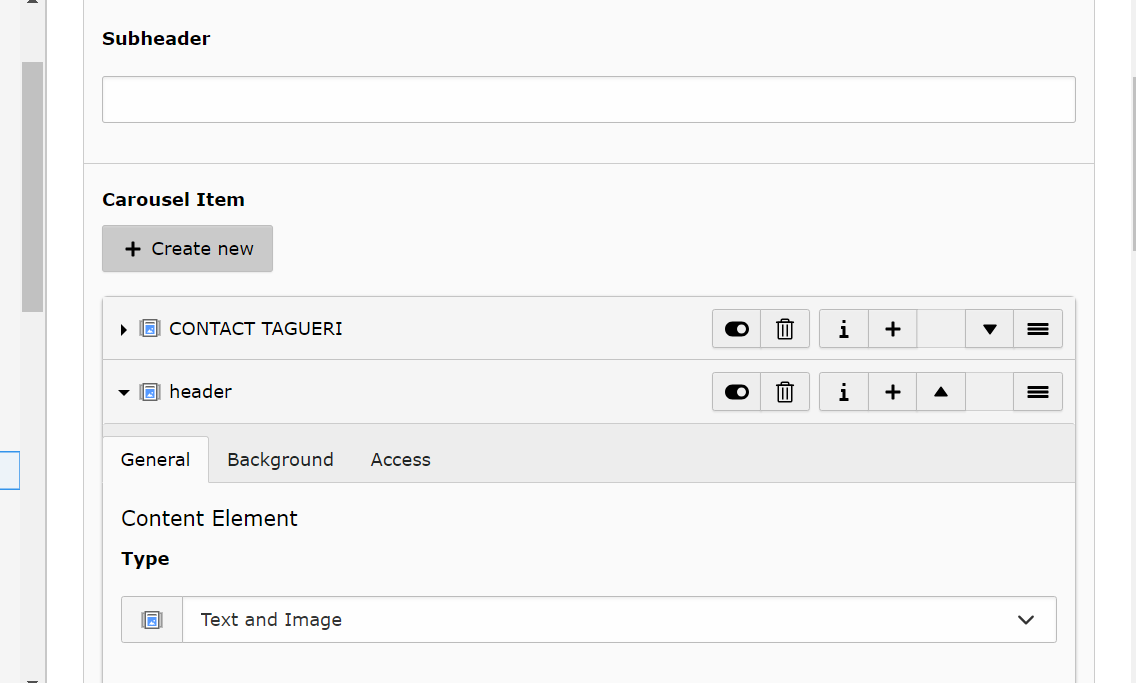 Subheader
Carousel Item
Create new
CONTACT TAGUERI
header
General Background Access
Content Element
Type
Text and Image